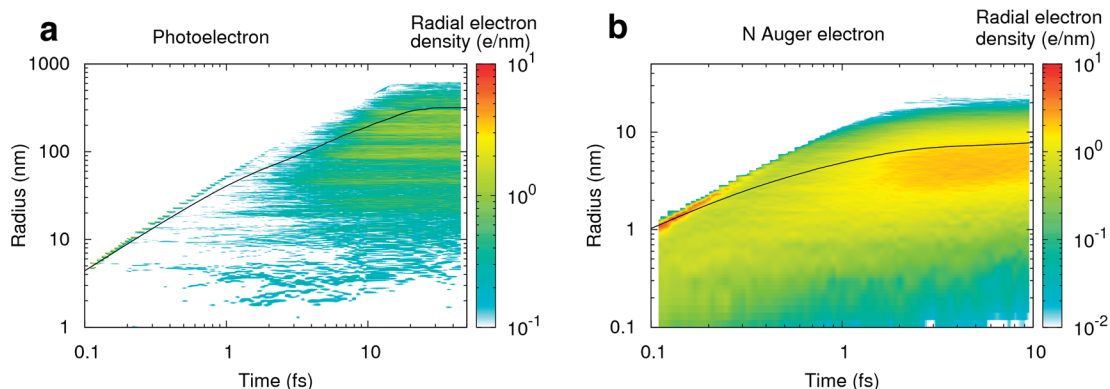 a
Photoelectron
Radial electron
density (e/nm)
1000
100
10
1
Radius (nm)
0.1
1
10
Time (fs)
10^1
10^0
10^-1
b
N Auger electron
Radial electron
density (e/nm)
10
1
0.1
Radius (nm)
0.1
1
10
Time (fs)
10^1
10^0
10^-1
10^-2